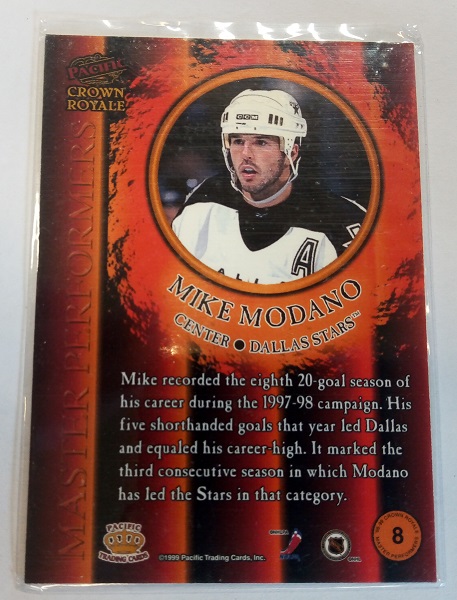 PACIFIC
CROWN
ROYALE
MASTER PERFORMERS
CCM
A
MIKE MODANO
CENTER ● DALLAS STARS™
Mike recorded the eighth 20-goal season of
his career during the 1997-98 campaign. His
five shorthanded goals that year led Dallas
and equaled his career-high. It marked the
third consecutive season in which Modano
has led the Stars in that category.
PACIFIC
TRADING CARDS
©1999 Pacific Trading Cards, Inc.
NHLPA
NHL
8